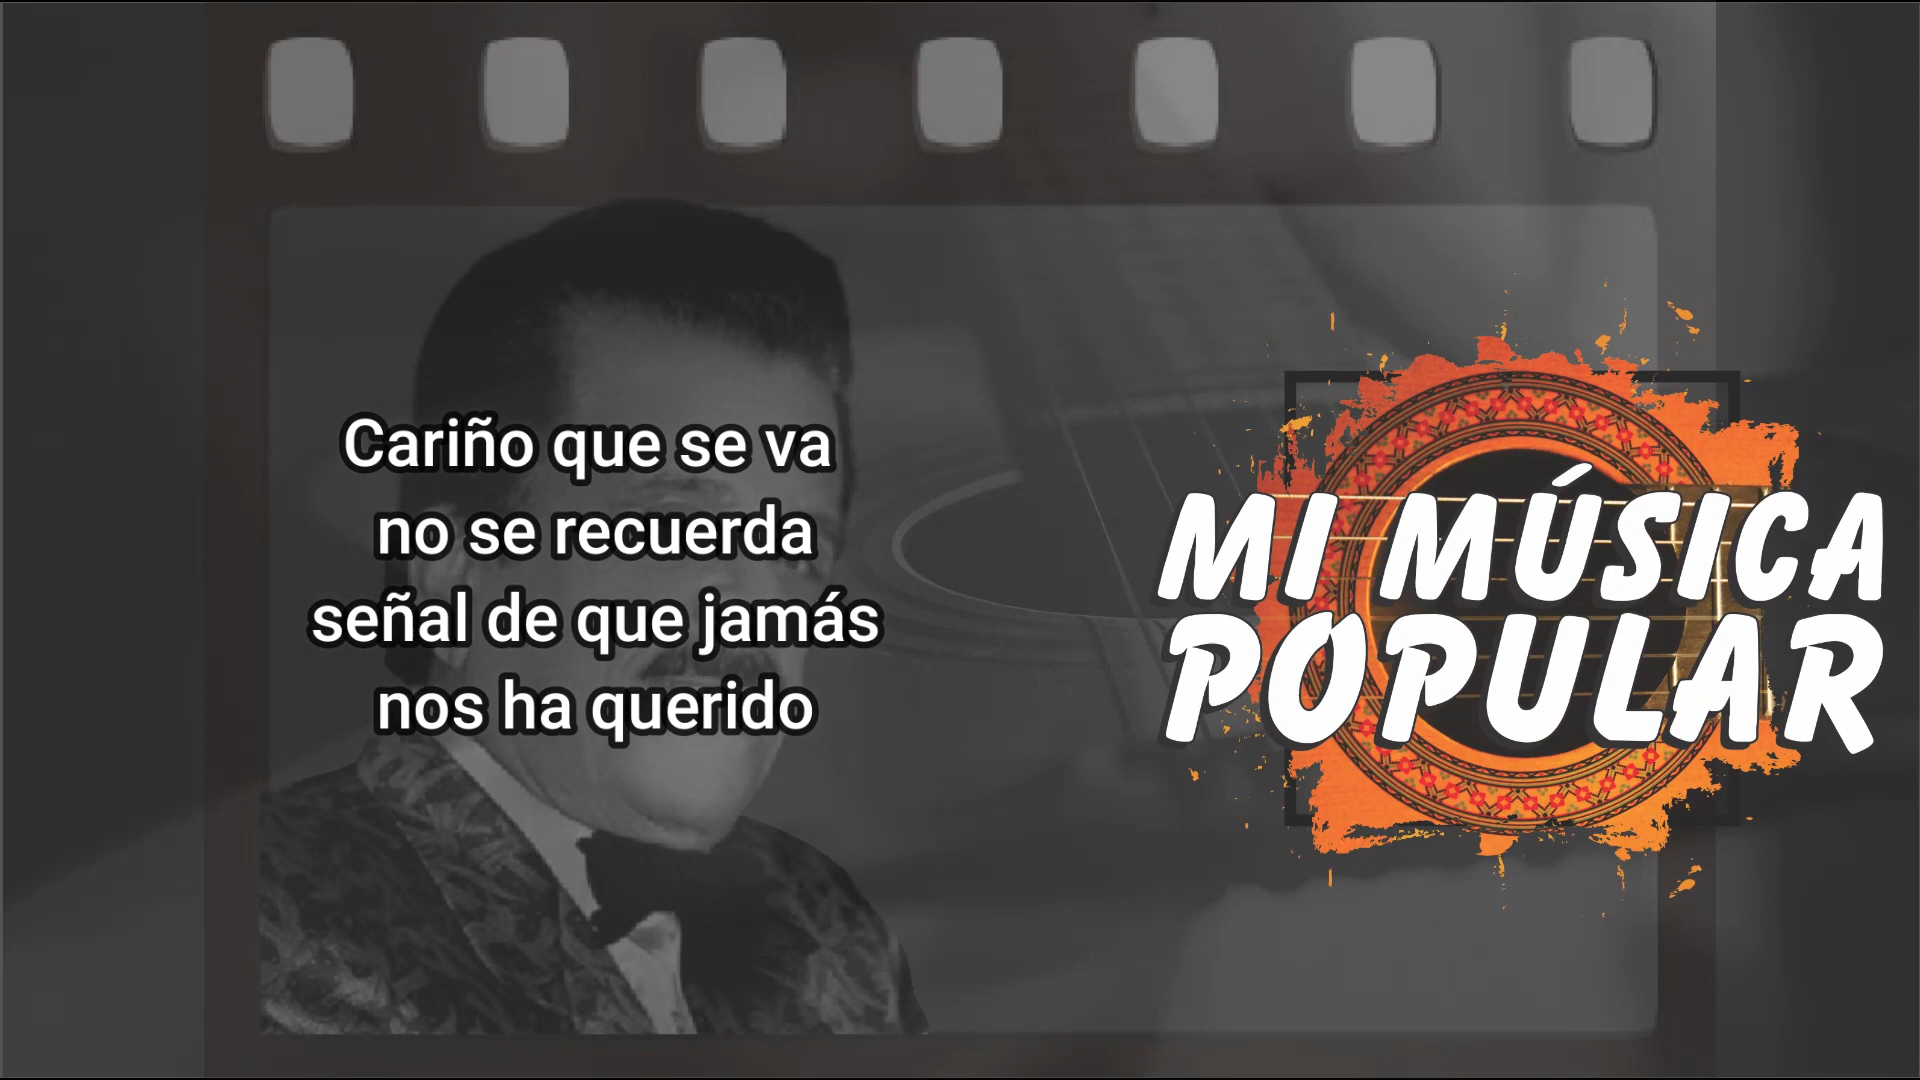 Cariño que se va
no se recuerda
señal de que jamás
nos ha querido
MI MÚSICA
POPULAR